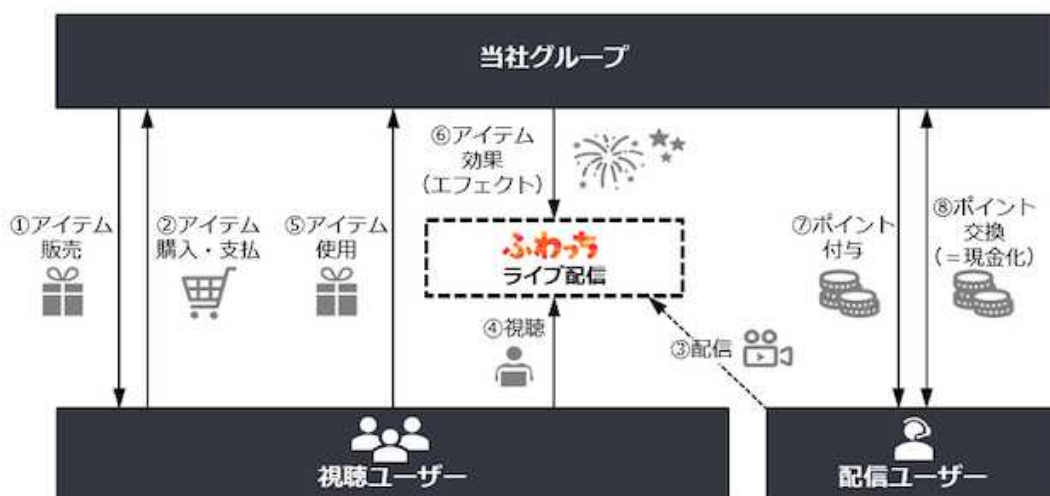 当社グループ
①アイテム
販売
②アイテム
購入・支払
⑤アイテム
使用
⑥アイテム
効果
(エフェクト)
ふわっち
ライブ配信
④視聴
③配信
⑦ポイント
付与
⑧ポイント
交換
(=現金化)
視聴ユーザー
配信ユーザー